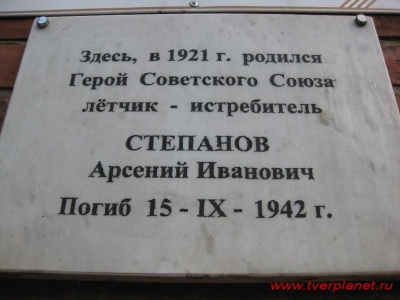 Здесь, в 1921 г. родился
Герой Советского Союза
лётчик - истребитель
СТЕПАНОВ
Арсений Иванович
Погиб 15 - IX - 1942 г.
www.tverplanet.ru